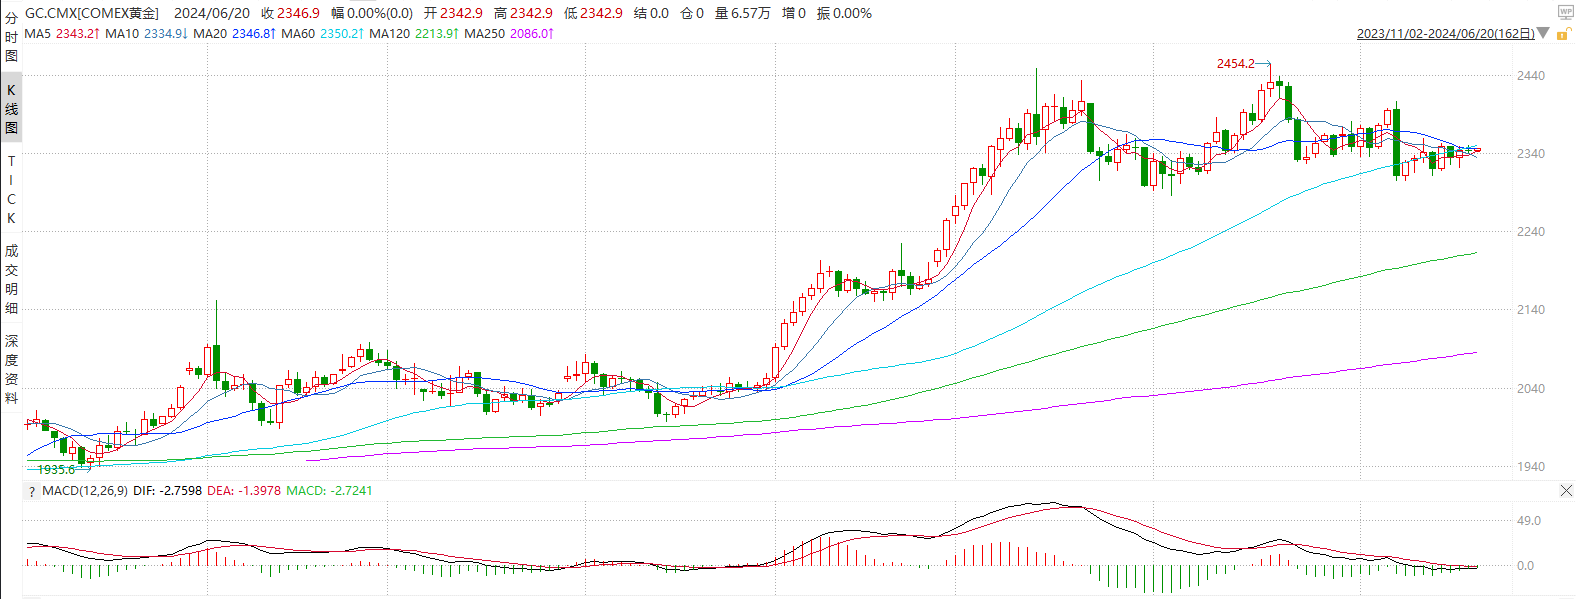 GC.CMX[COMEX黄金] 2024/06/20 收 2346.9 幅 0.00%(0.0) 开 2342.9 高 2342.9 低 2342.9 结 0.0 仓 0 量 6.57万 增 0 振 0.00%
MA5 2343.2↑ MA10 2334.9↓ MA20 2346.8↑ MA60 2350.2↑ MA120 2213.9↑ MA250 2086.0↑
2023/11/02-2024/06/20(162日)
WP
分时图
K线图
TICK
成交明细
深度资料
2454.2
1935.6
2440
2340
2240
2140
2040
1940
? MACD(12,26,9) DIF: -2.7598 DEA: -1.3978 MACD: -2.7241
49.0
0.0